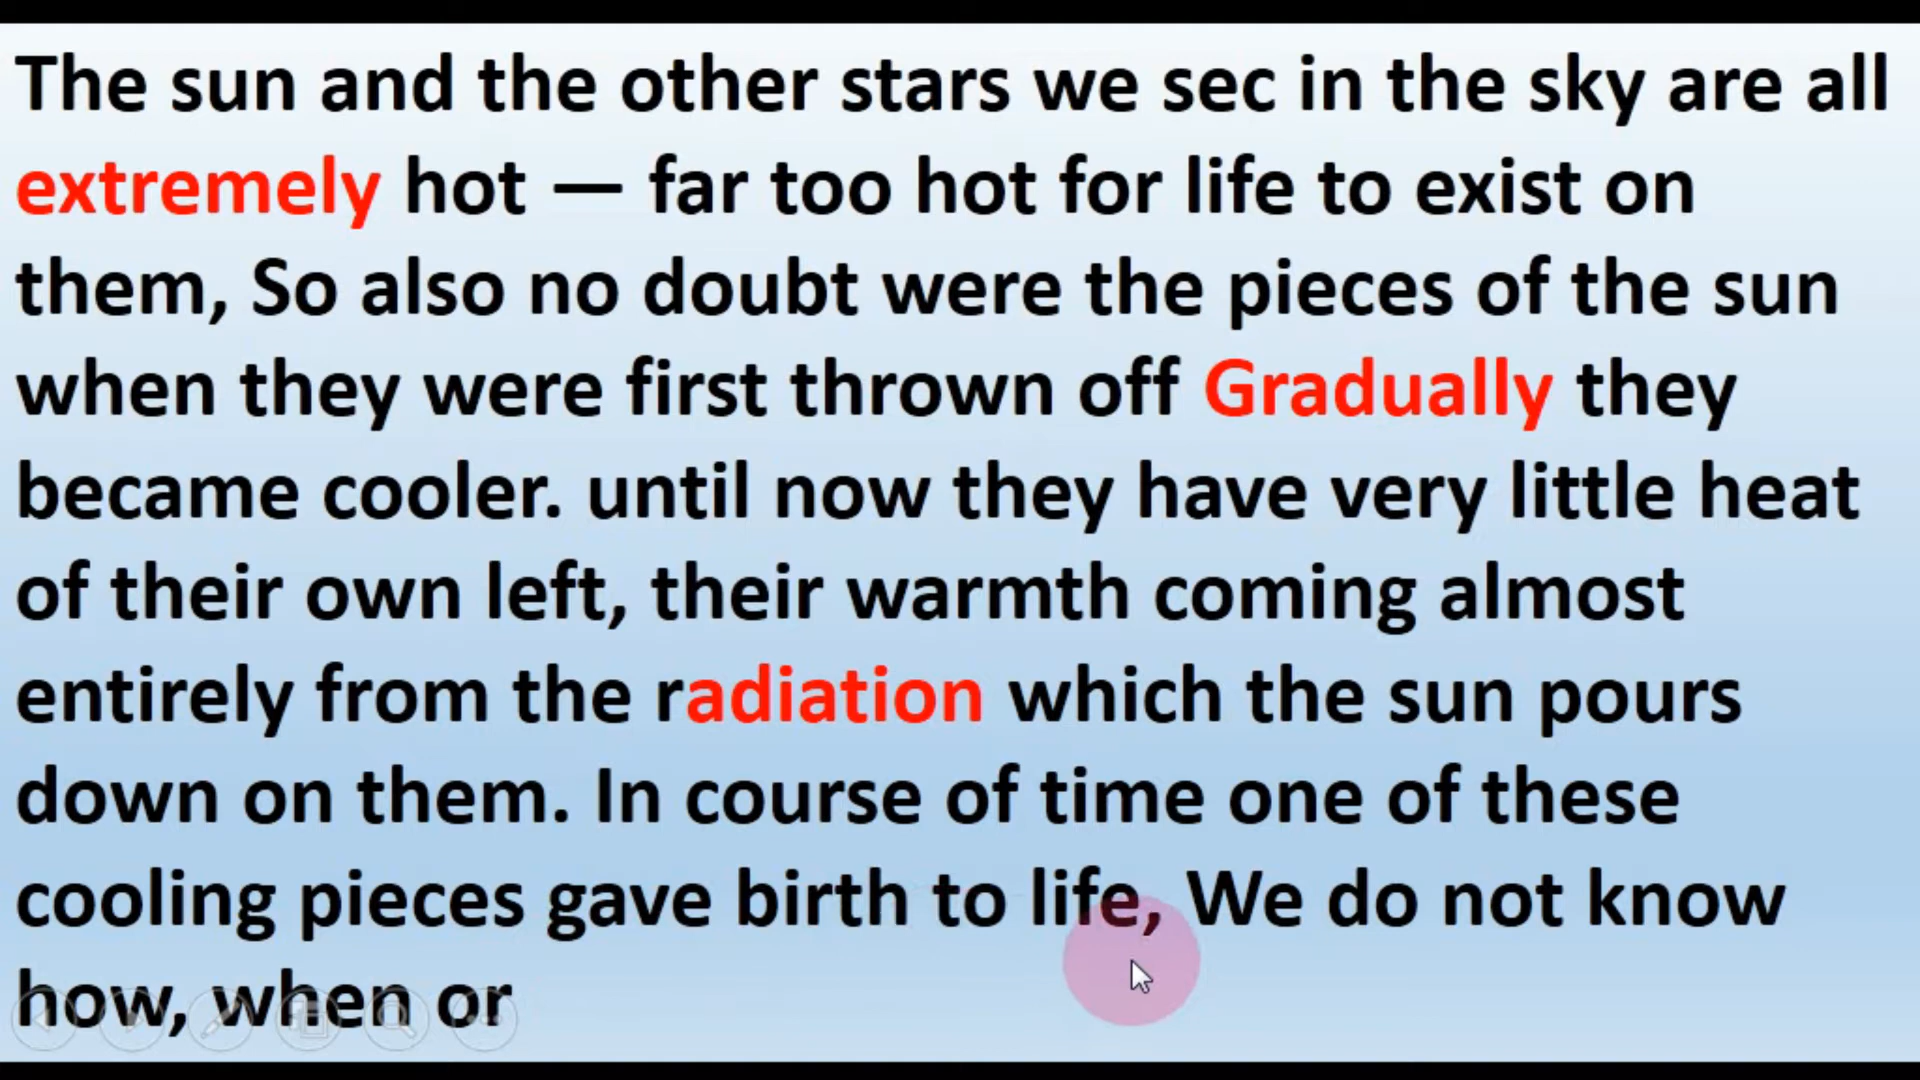 The sun and the other stars we sec in the sky are all
extremely hot — far too hot for life to exist on
them, So also no doubt were the pieces of the sun
when they were first thrown off Gradually they
became cooler. until now they have very little heat
of their own left, their warmth coming almost
entirely from the radiation which the sun pours
down on them. In course of time one of these
cooling pieces gave birth to life, We do not know
how, when or